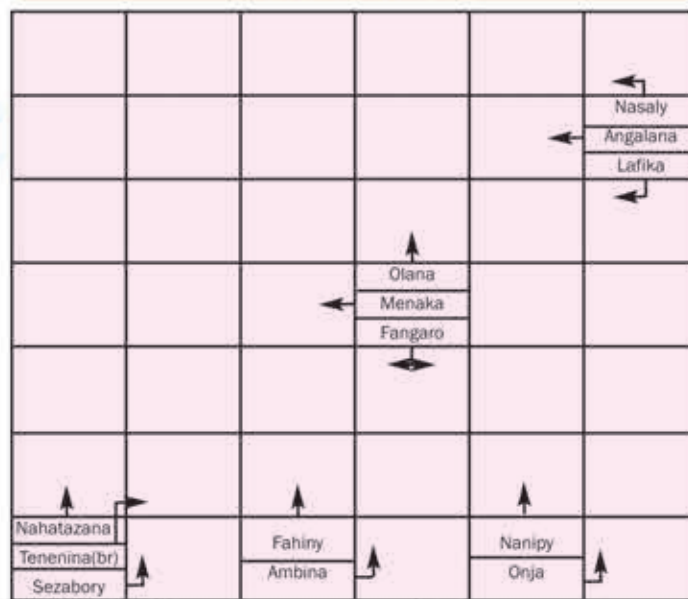 Nasaly
Angalana
Lafika
Olana
Menaka
Fangaro
Nahatazana
Tenenina(br)
Sezabory
Fahiny
Ambina
Nanipy
Onja